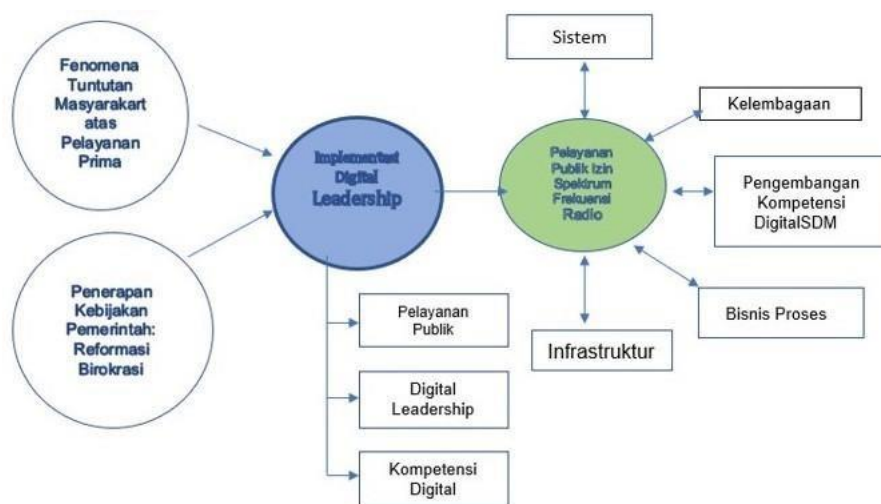 Fenomena
Tuntutan
Masyarakart
atas
Pelayanan
Prima
Penerapan
Kebijakan
Pemerintah:
Reformasi
Birokrasi
Implementasi
Digital
Leadership
Pelayanan
Publik
Digital
Leadership
Kompetensi
Digital
Sistem
Pelayanan
Publik Izin
Spektrum
Frekuensi
Radio
Kelembagaan
Pengembangan
Kompetensi
DigitalSDM
Bisnis Proses
Infrastruktur